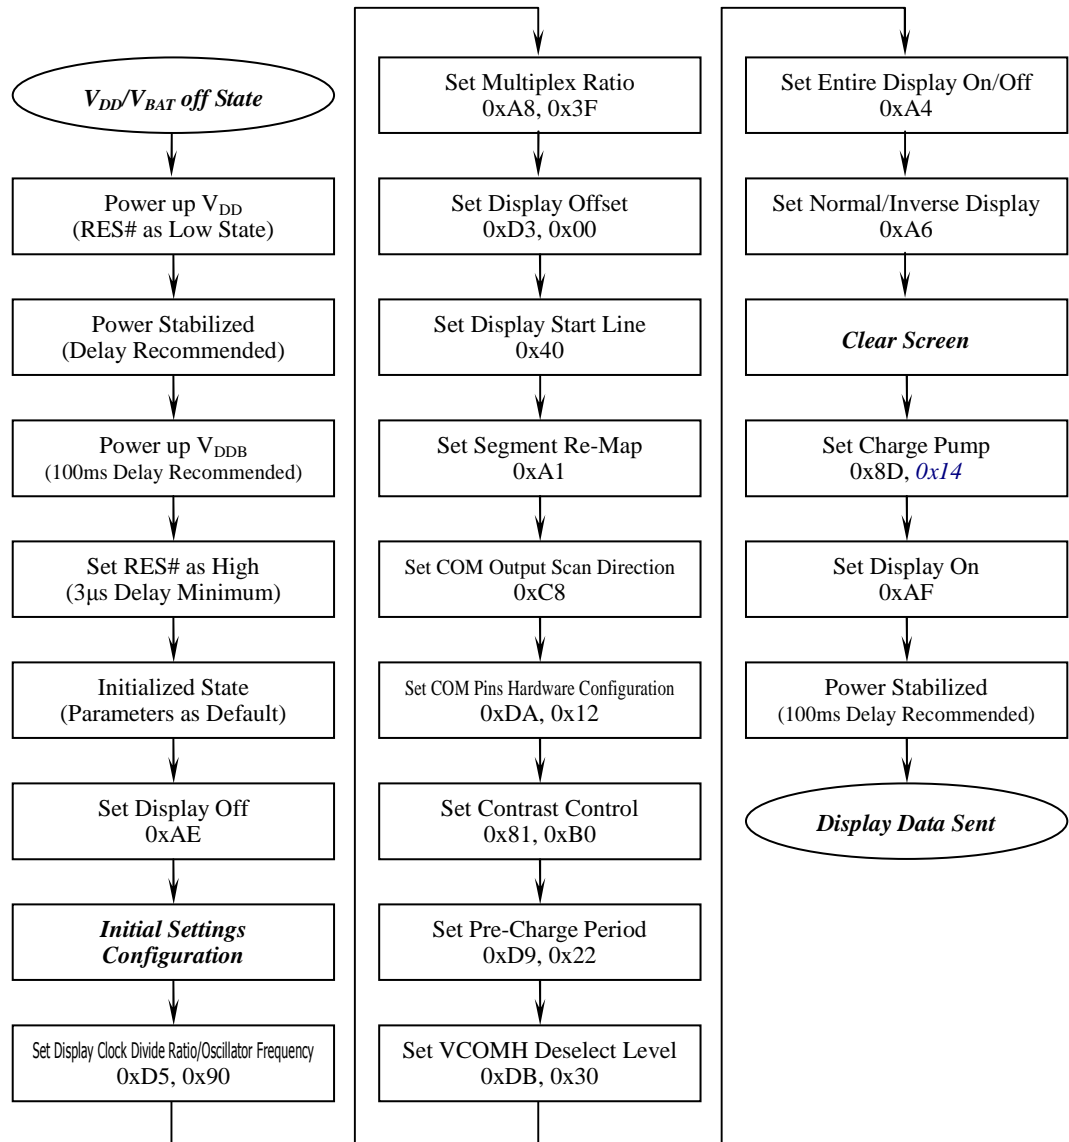 V_DD/V_BAT off State
Power up V_DD
(RES# as Low State)
Power Stabilized
(Delay Recommended)
Power up V_DDB
(100ms Delay Recommended)
Set RES# as High
(3μs Delay Minimum)
Initialized State
(Parameters as Default)
Set Display Off
0xAE
Initial Settings
Configuration
Set Display Clock Divide Ratio/Oscillator Frequency
0xD5, 0x90
Set Multiplex Ratio
0xA8, 0x3F
Set Display Offset
0xD3, 0x00
Set Display Start Line
0x40
Set Segment Re-Map
0xA1
Set COM Output Scan Direction
0xC8
Set COM Pins Hardware Configuration
0xDA, 0x12
Set Contrast Control
0x81, 0xB0
Set Pre-Charge Period
0xD9, 0x22
Set VCOMH Deselect Level
0xDB, 0x30
Set Entire Display On/Off
0xA4
Set Normal/Inverse Display
0xA6
Clear Screen
Set Charge Pump
0x8D, 0x14
Set Display On
0xAF
Power Stabilized
(100ms Delay Recommended)
Display Data Sent